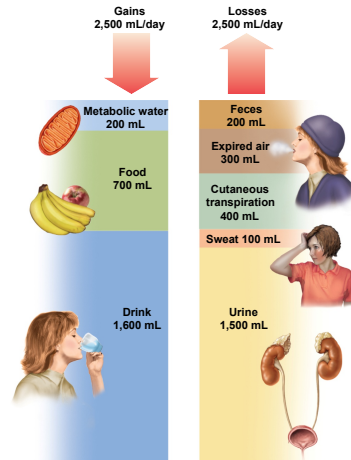 Gains
2,500 mL/day
Metabolic water
200 mL
Food
700 mL
Drink
1,600 mL
Losses
2,500 mL/day
Feces
200 mL
Expired air
300 mL
Cutaneous
transpiration
400 mL
Sweat 100 mL
Urine
1,500 mL